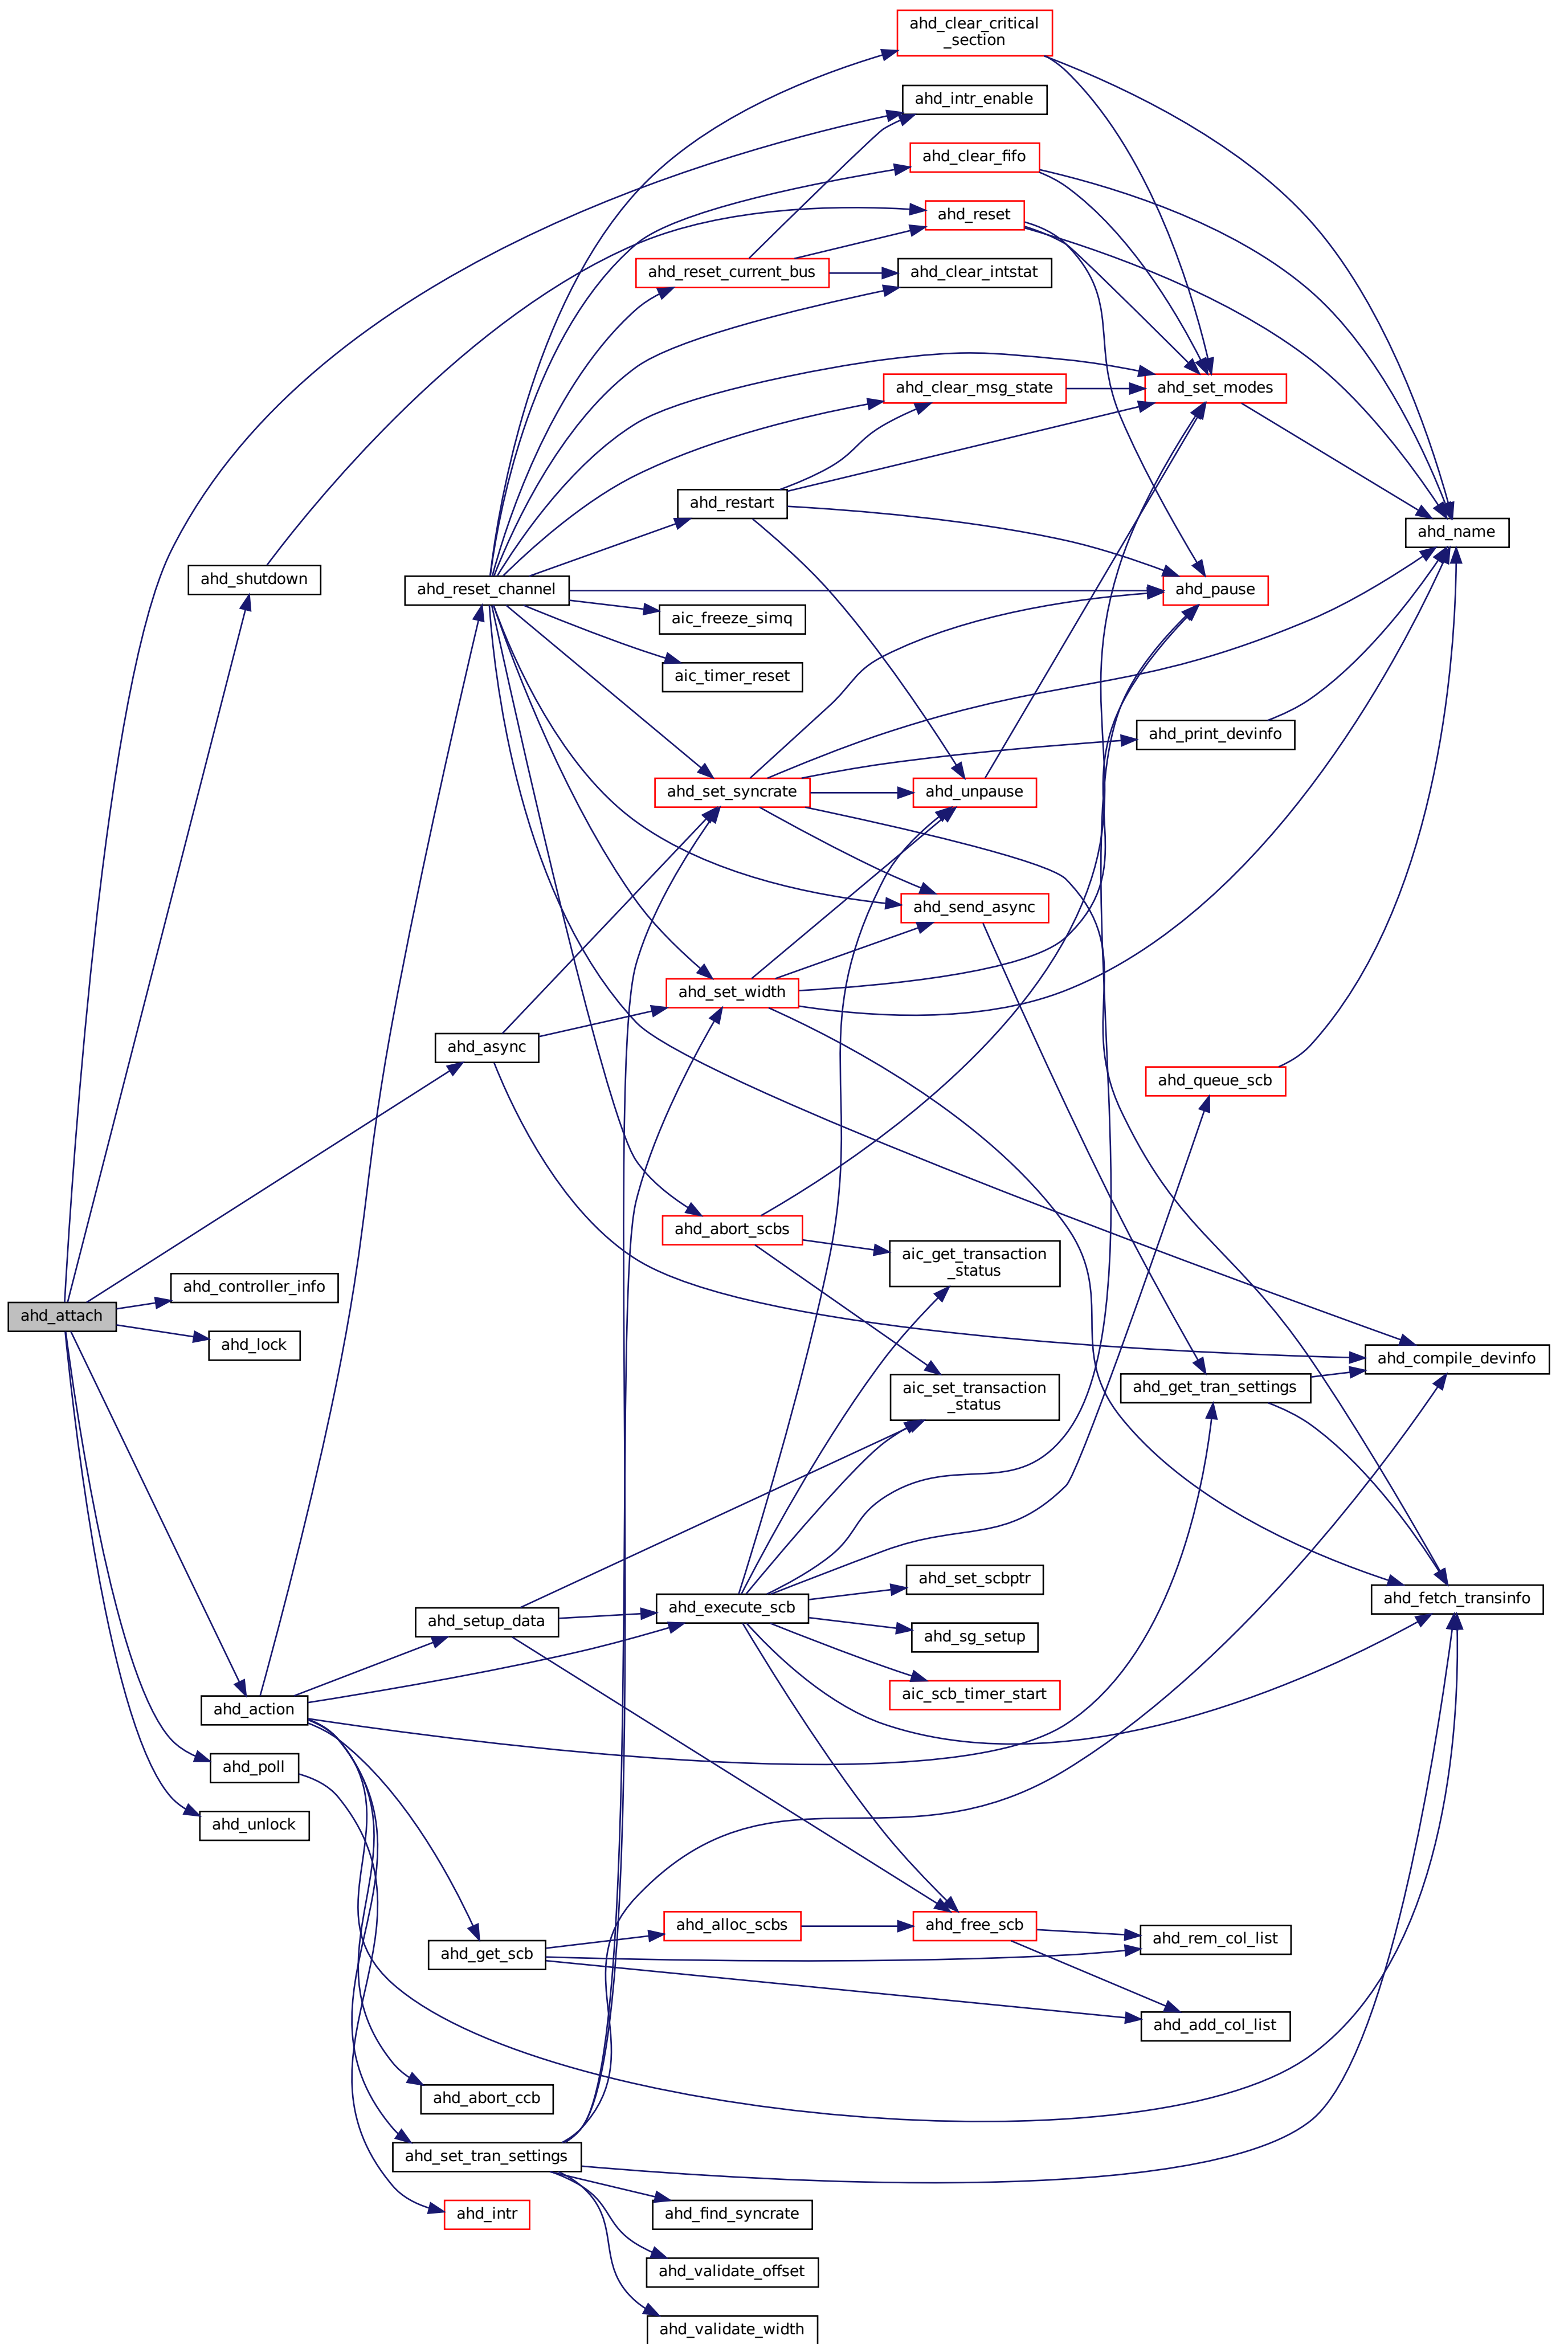 ahd_clear_critical
_section
ahd_intr_enable
ahd_clear_fifo
ahd_reset
ahd_reset_current_bus
ahd_clear_intstat
ahd_clear_msg_state
ahd_set_modes
ahd_restart
ahd_name
ahd_shutdown
ahd_reset_channel
ahd_pause
aic_freeze_simq
aic_timer_reset
ahd_print_devinfo
ahd_set_syncrate
ahd_unpause
ahd_send_async
ahd_set_width
ahd_async
ahd_queue_scb
ahd_abort_scbs
aic_get_transaction
_status
ahd_controller_info
ahd_attach
ahd_lock
ahd_compile_devinfo
ahd_get_tran_settings
aic_set_transaction
_status
ahd_set_scbptr
ahd_fetch_transinfo
ahd_execute_scb
ahd_setup_data
ahd_sg_setup
aic_scb_timer_start
ahd_action
ahd_poll
ahd_unlock
ahd_alloc_scbs
ahd_free_scb
ahd_rem_col_list
ahd_get_scb
ahd_add_col_list
ahd_abort_ccb
ahd_set_tran_settings
ahd_intr
ahd_find_syncrate
ahd_validate_offset
ahd_validate_width